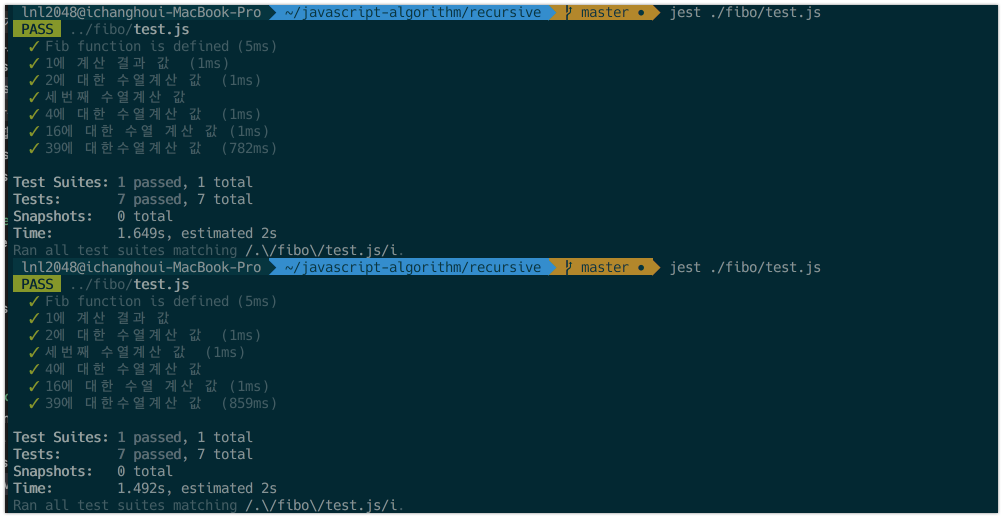 lnl2048@ichanghoui-MacBook-Pro ~/javascript-algorithm/recursive master ● jest ./fibo/test.js
PASS ../fibo/test.js
✓ Fib function is defined (5ms)
✓ 1에 계산 결과 값 (1ms)
✓ 2에 대한 수열계산 값 (1ms)
✓ 세번째 수열계산 값
✓ 4에 대한 수열계산 값 (1ms)
✓ 16에 대한 수열 계산 값 (1ms)
✓ 39에 대한수열계산 값 (782ms)
Test Suites: 1 passed, 1 total
Tests: 7 passed, 7 total
Snapshots: 0 total
Time: 1.649s, estimated 2s
Ran all test suites matching /.\/fibo\/test.js/i.
lnl2048@ichanghoui-MacBook-Pro ~/javascript-algorithm/recursive master ● jest ./fibo/test.js
PASS ../fibo/test.js
✓ Fib function is defined (5ms)
✓ 1에 계산 결과 값
✓ 2에 대한 수열계산 값 (1ms)
✓ 세번째 수열계산 값 (1ms)
✓ 4에 대한 수열계산 값
✓ 16에 대한 수열 계산 값 (1ms)
✓ 39에 대한수열계산 값 (859ms)
Test Suites: 1 passed, 1 total
Tests: 7 passed, 7 total
Snapshots: 0 total
Time: 1.492s, estimated 2s
Ran all test suites matching /.\/fibo\/test.js/i.